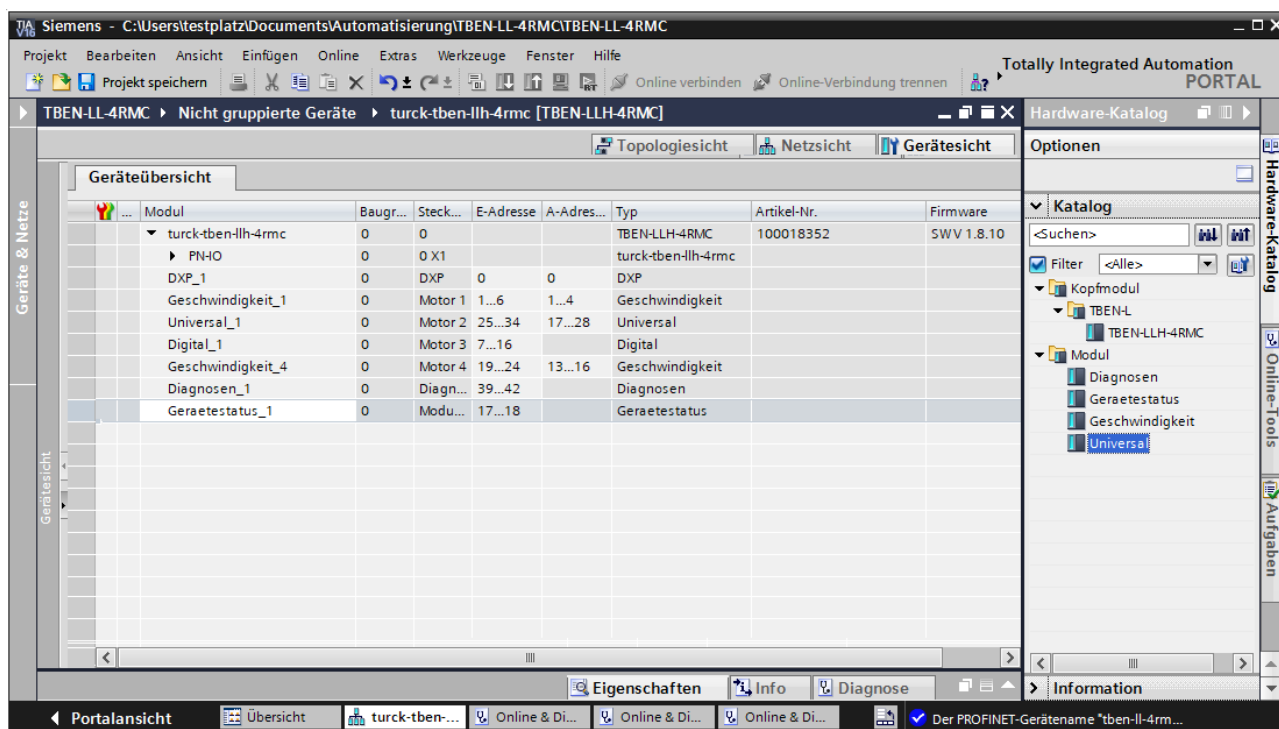 TIA V16 Siemens - C:\Users\testplatz\Documents\Automatisierung\TBEN-LL-4RMC\TBEN-LL-4RMC
Projekt Bearbeiten Ansicht Einfügen Online Extras Werkzeuge Fenster Hilfe
Totally Integrated Automation
PORTAL
Projekt speichern Online verbinden Online-Verbindung trennen
TBEN-LL-4RMC Nicht gruppierte Geräte turck-tben-llh-4rmc [TBEN-LLH-4RMC]
Topologiesicht Netzsicht Gerätesicht
Geräteübersicht
... Modul Baugr... Steck... E-Adresse A-Adres... Typ Artikel-Nr. Firmware
turck-tben-llh-4rmc 0 0 TBEN-LLH-4RMC 100018352 SW V 1.8.10
PN-IO 0 0 X1 turck-tben-llh-4rmc
DXP_1 0 DXP 0 0 DXP
Geschwindigkeit_1 0 Motor 1 1...6 1...4 Geschwindigkeit
Universal_1 0 Motor 2 25...34 17...28 Universal
Digital_1 0 Motor 3 7...16 Digital
Geschwindigkeit_4 0 Motor 4 19...24 13...16 Geschwindigkeit
Diagnosen_1 0 Diagn... 39...42 Diagnosen
Geraetestatus_1 0 Modu... 17...18 Geraetestatus
Geräte & Netze
Gerätesicht
Hardware-Katalog
Optionen
Katalog
<Suchen>
Filter <Alle>
Kopfmodul
TBEN-L
TBEN-LLH-4RMC
Modul
Diagnosen
Geraetestatus
Geschwindigkeit
Universal
Information
Hardware-Katalog
Online-Tools
Aufgaben
Eigenschaften Info Diagnose
Portalansicht Übersicht turck-tben-... Online & Di... Online & Di... Online & Di... Der PROFINET-Gerätename "tben-ll-4rm...